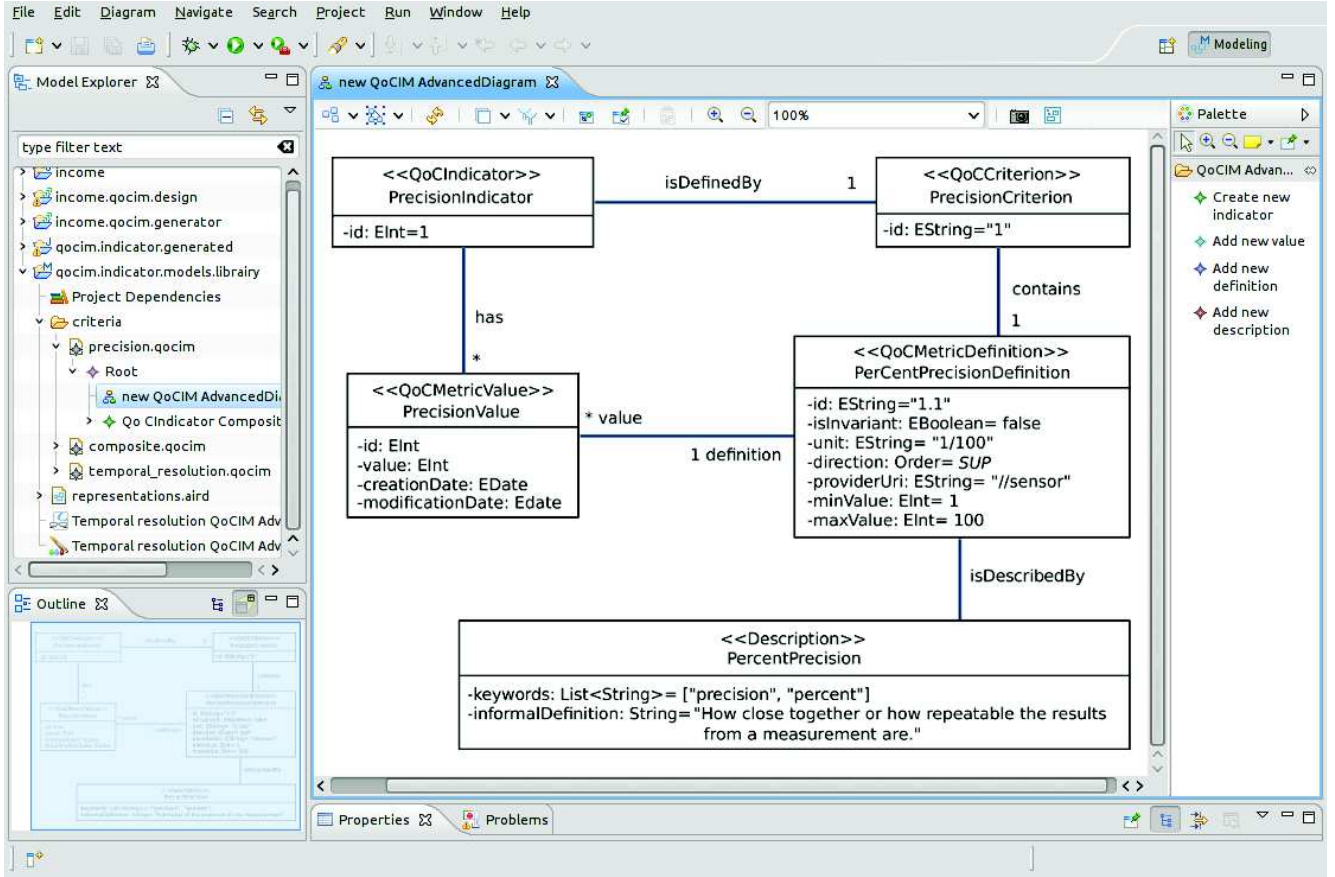 File Edit Diagram Navigate Search Project Run Window Help
Modeling
Model Explorer
type filter text
income
income.qocim.design
income.qocim.generator
qocim.indicator.generated
qocim.indicator.models.librairy
Project Dependencies
criteria
precision.qocim
Root
new QoCIM AdvancedDi
Qo CIndicator Composit
composite.qocim
temporal_resolution.qocim
representations.aird
Temporal resolution QoCIM Adv
Temporal resolution QoCIM Adv
Outline
new QoCIM AdvancedDiagram
100%
<<QoCIndicator>>
PrecisionIndicator
-id: EInt=1
isDefinedBy 1
<<QoCCriterion>>
PrecisionCriterion
-id: EString="1"
has
*
contains
1
<<QoCMetricValue>>
PrecisionValue
-id: EInt
-value: EInt
-creationDate: EDate
-modificationDate: Edate
* value
1 definition
<<QoCMetricDefinition>>
PerCentPrecisionDefinition
-id: EString="1.1"
-isInvariant: EBoolean= false
-unit: EString= "1/100"
-direction: Order= SUP
-providerUri: EString= "//sensor"
-minValue: EInt= 1
-maxValue: EInt= 100
isDescribedBy
<<Description>>
PercentPrecision
-keywords: List<String>= ["precision", "percent"]
-informalDefinition: String="How close together or how repeatable the results
from a measurement are."
Palette
QoCIM Advan...
Create new
indicator
Add new value
Add new
definition
Add new
description
Properties
Problems